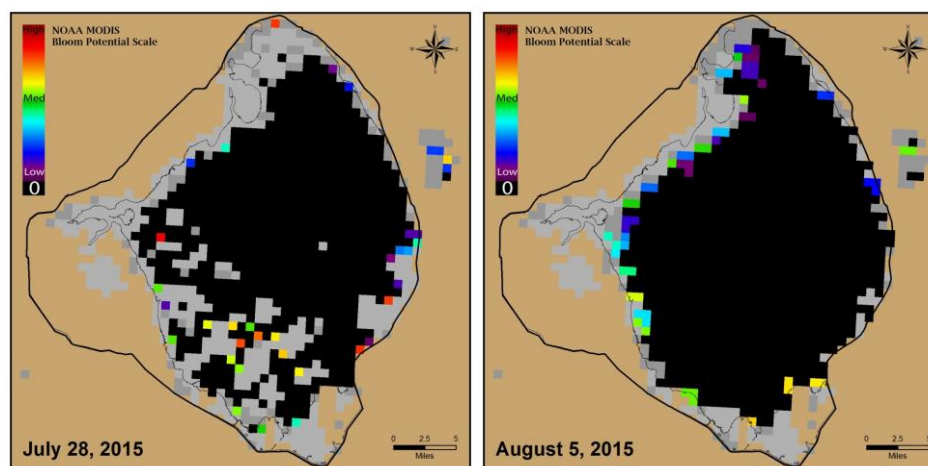 High
Med
Low
0
NOAA MODIS
Bloom Potential Scale
N
W
E
S
July 28, 2015
0 2.5 5
Miles
High
Med
Low
0
NOAA MODIS
Bloom Potential Scale
N
W
E
S
August 5, 2015
0 2.5 5
Miles